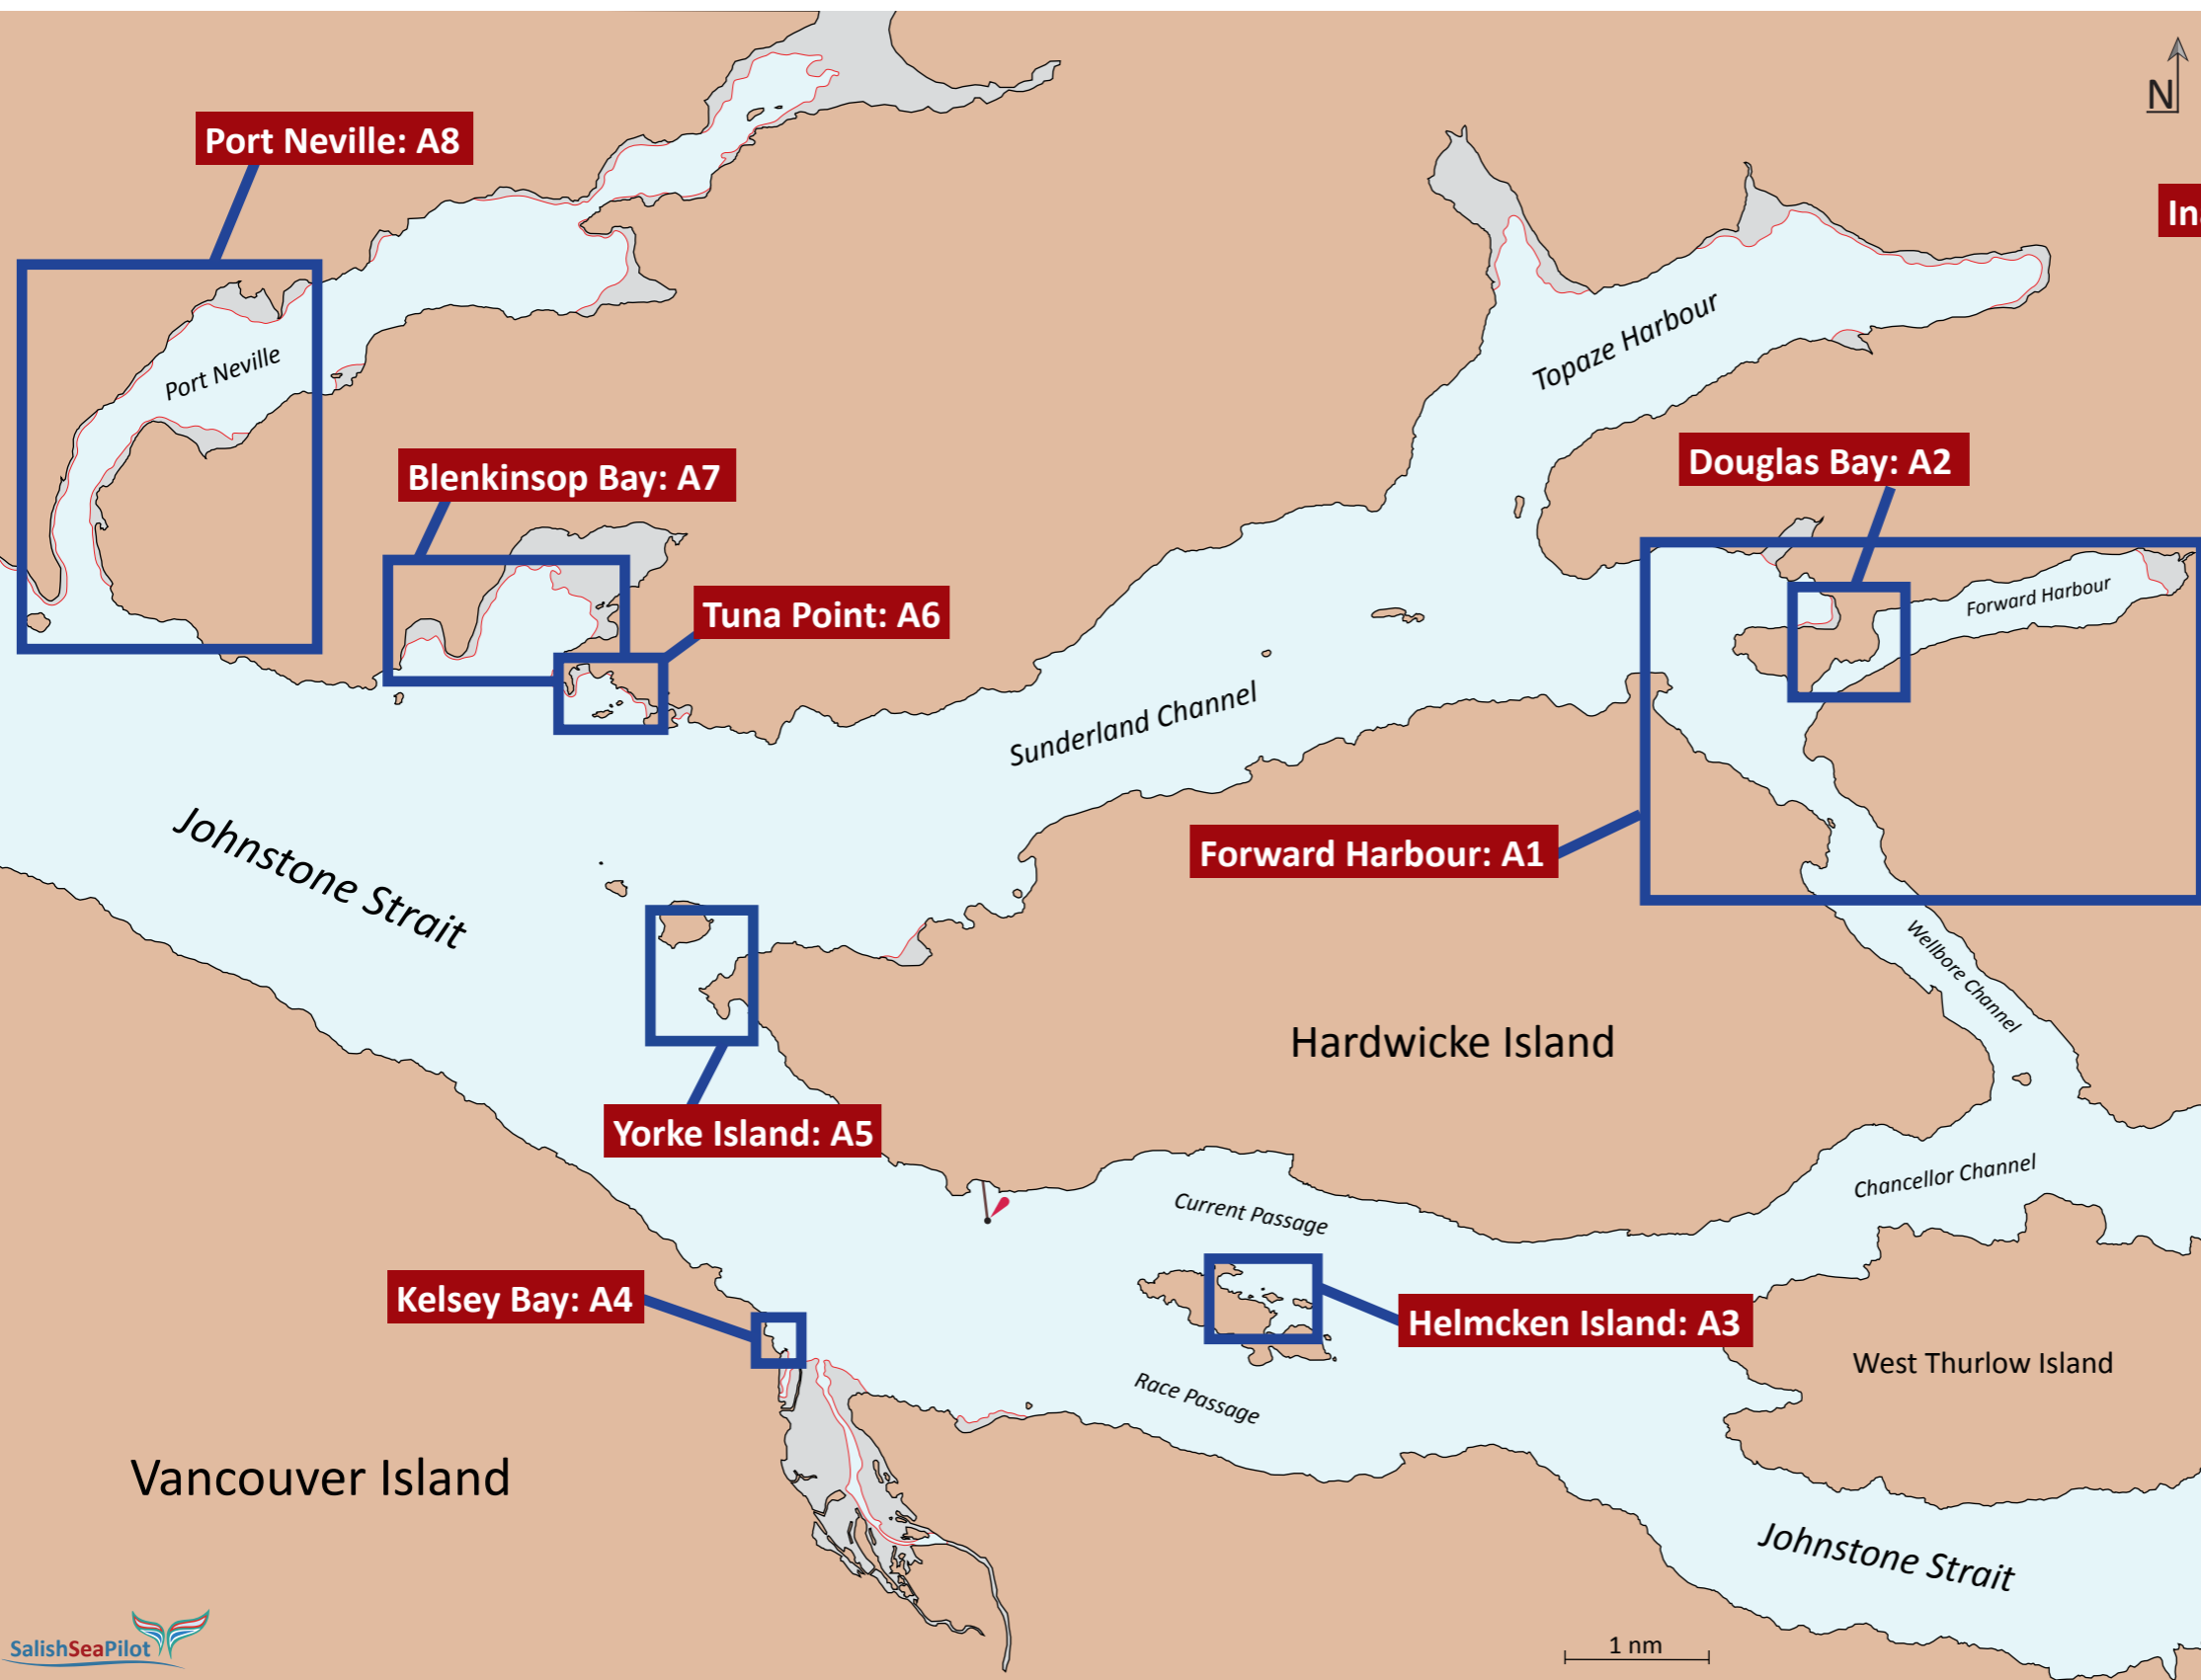 N
Port Neville: A8
In
Port Neville
Topaze Harbour
Douglas Bay: A2
Blenkinsop Bay: A7
Forward Harbour
Tuna Point: A6
Sunderland Channel
Johnstone Strait
Forward Harbour: A1
Wellbore Channel
Hardwicke Island
Yorke Island: A5
Chancellor Channel
Current Passage
Kelsey Bay: A4
Helmcken Island: A3
West Thurlow Island
Race Passage
Vancouver Island
Johnstone Strait
SalishSeaPilot
1 nm